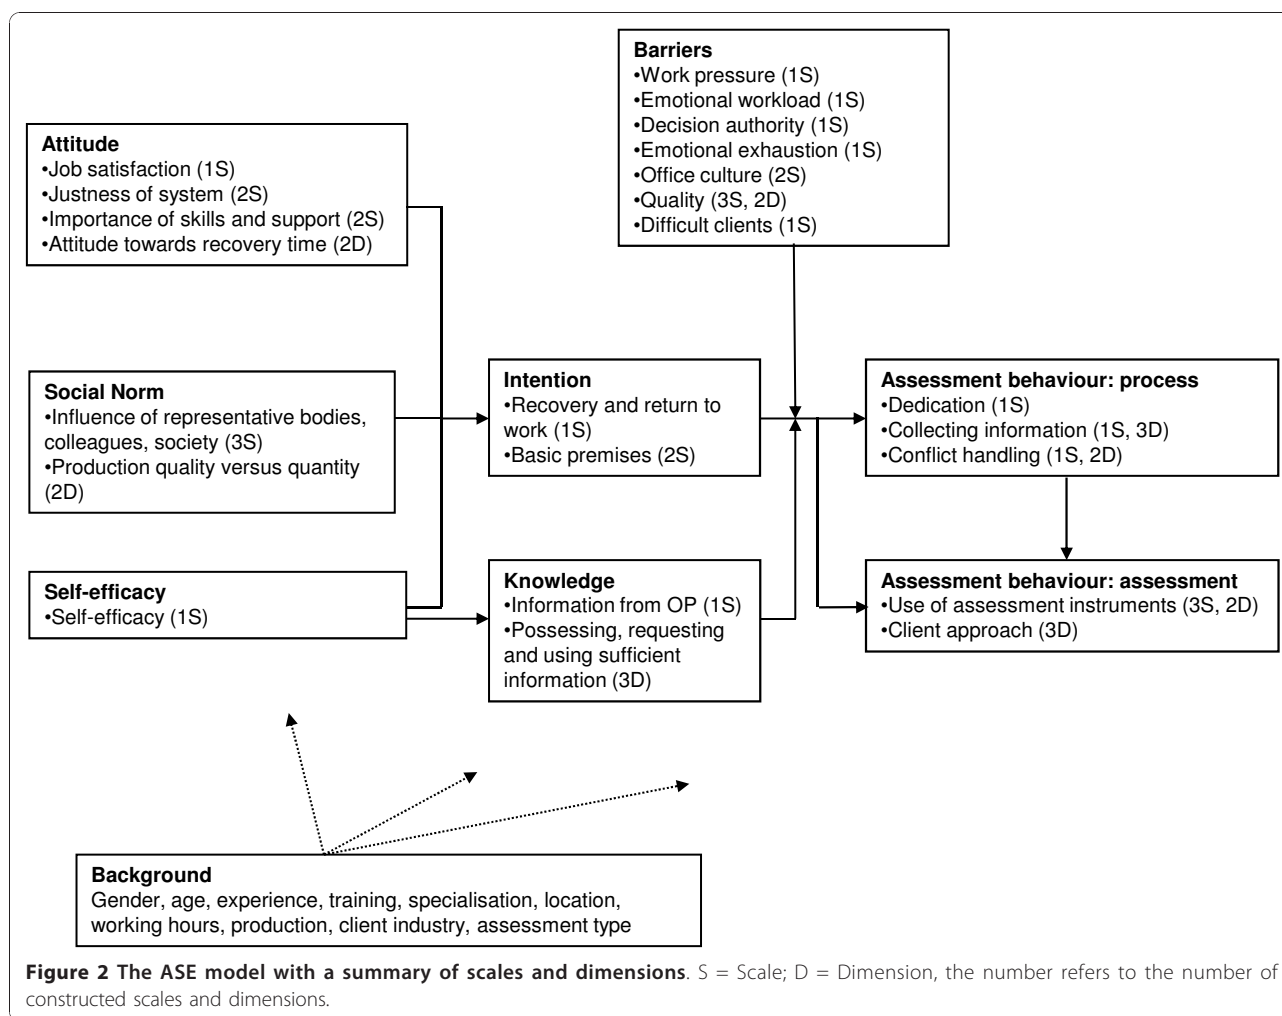 Barriers
•Work pressure (1S)
•Emotional workload (1S)
•Decision authority (1S)
•Emotional exhaustion (1S)
•Office culture (2S)
•Quality (3S, 2D)
•Difficult clients (1S)
Attitude
•Job satisfaction (1S)
•Justness of system (2S)
•Importance of skills and support (2S)
•Attitude towards recovery time (2D)
Social Norm
•Influence of representative bodies,
colleagues, society (3S)
•Production quality versus quantity
(2D)
Intention
•Recovery and return to
work (1S)
•Basic premises (2S)
Assessment behaviour: process
•Dedication (1S)
•Collecting information (1S, 3D)
•Conflict handling (1S, 2D)
Self-efficacy
•Self-efficacy (1S)
Knowledge
•Information from OP (1S)
•Possessing, requesting
and using sufficient
information (3D)
Assessment behaviour: assessment
•Use of assessment instruments (3S, 2D)
•Client approach (3D)
Background
Gender, age, experience, training, specialisation, location,
working hours, production, client industry, assessment type
Figure 2 The ASE model with a summary of scales and dimensions. S = Scale; D = Dimension, the number refers to the number of
constructed scales and dimensions.